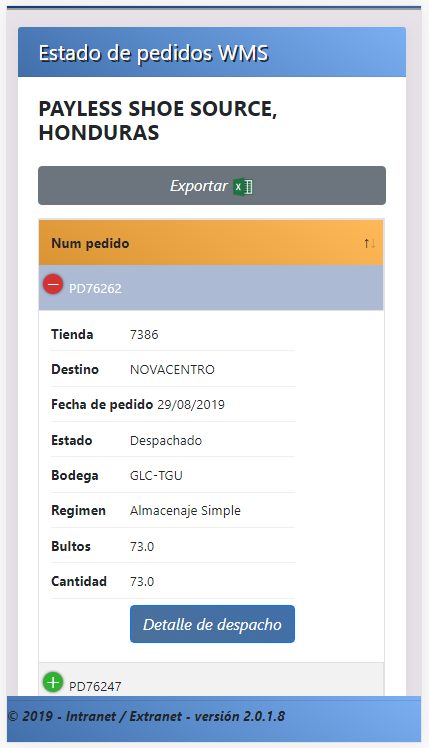 Estado de pedidos WMS
PAYLESS SHOE SOURCE,
HONDURAS
Exportar
Num pedido
PD76262
Tienda 7386
Destino NOVACENTRO
Fecha de pedido 29/08/2019
Estado Despachado
Bodega GLC-TGU
Regimen Almacenaje Simple
Bultos 73.0
Cantidad 73.0
Detalle de despacho
PD76247
© 2019 - Intranet / Extranet - versión 2.0.1.8